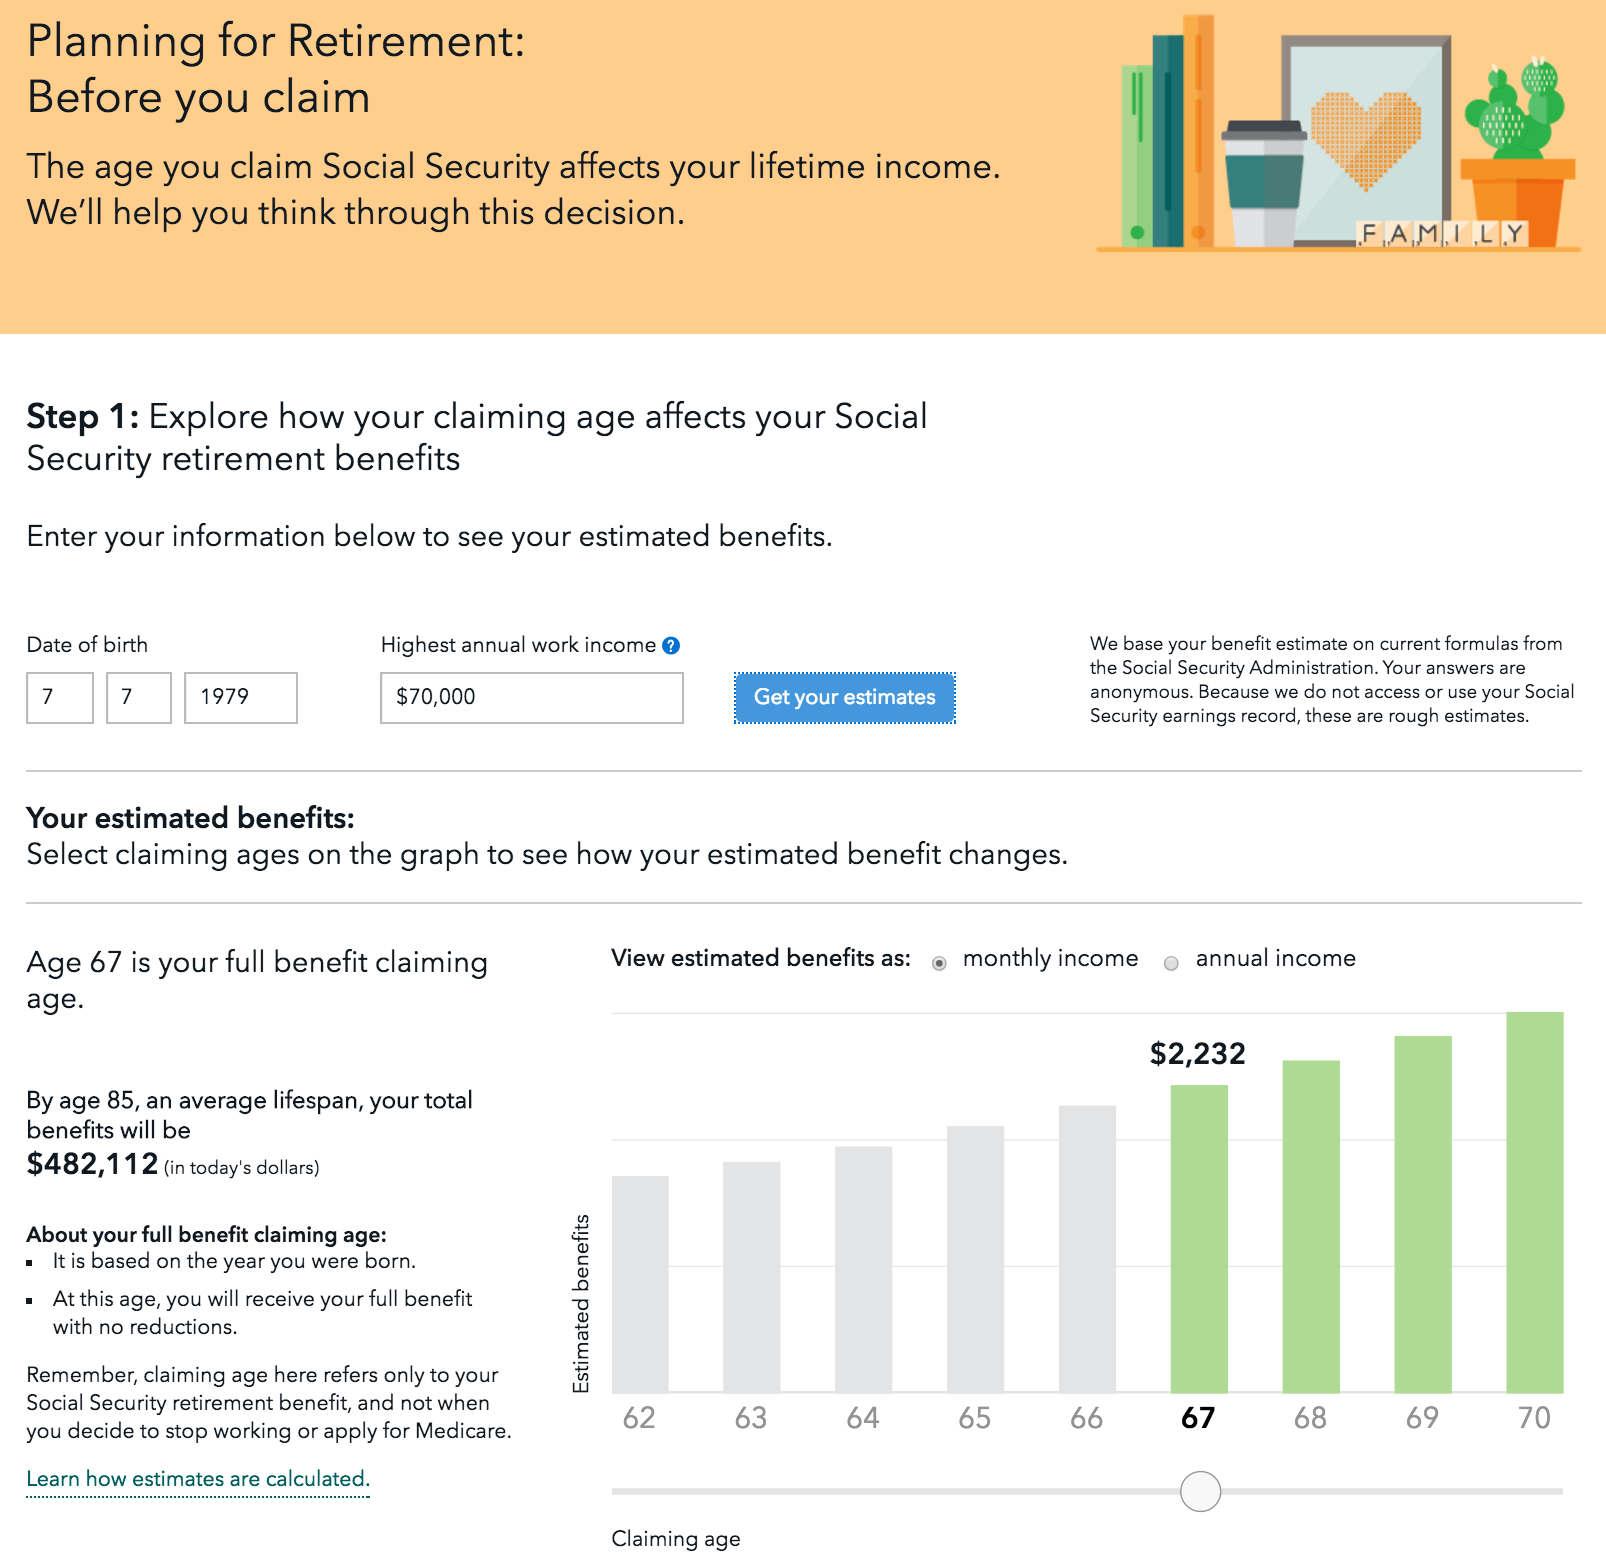 Planning for Retirement:
Before you claim
The age you claim Social Security affects your lifetime income.
We’ll help you think through this decision.
FAMILY
Step 1: Explore how your claiming age affects your Social
Security retirement benefits
Enter your information below to see your estimated benefits.
Date of birth
7 7 1979
Highest annual work income ?
$70,000
Get your estimates
We base your benefit estimate on current formulas from
the Social Security Administration. Your answers are
anonymous. Because we do not access or use your Social
Security earnings record, these are rough estimates.
Your estimated benefits:
Select claiming ages on the graph to see how your estimated benefit changes.
Age 67 is your full benefit claiming
age.
By age 85, an average lifespan, your total
benefits will be
$482,112 (in today's dollars)
About your full benefit claiming age:
▪ It is based on the year you were born.
▪ At this age, you will receive your full benefit
with no reductions.
Remember, claiming age here refers only to your
Social Security retirement benefit, and not when
you decide to stop working or apply for Medicare.
Learn how estimates are calculated.
View estimated benefits as: monthly income annual income
$2,232
Estimated benefits
62 63 64 65 66 67 68 69 70
Claiming age